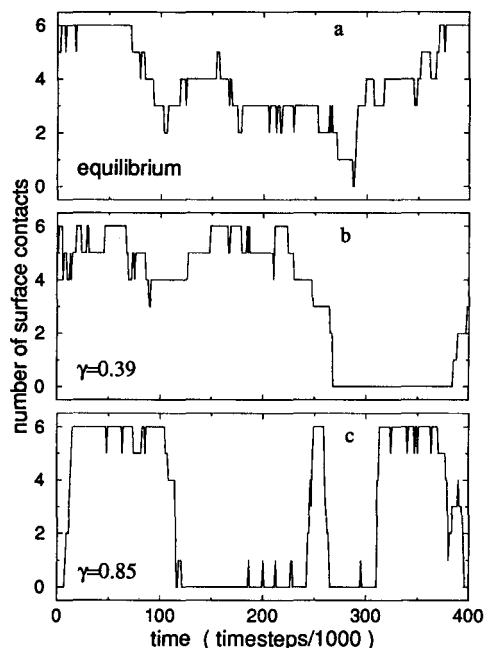 6
a
4
2
equilibrium
0
6
b
4
2
γ=0.39
0
6
c
4
2
γ=0.85
0
0 100 200 300 400
number of surface contacts
time ( timesteps/1000 )